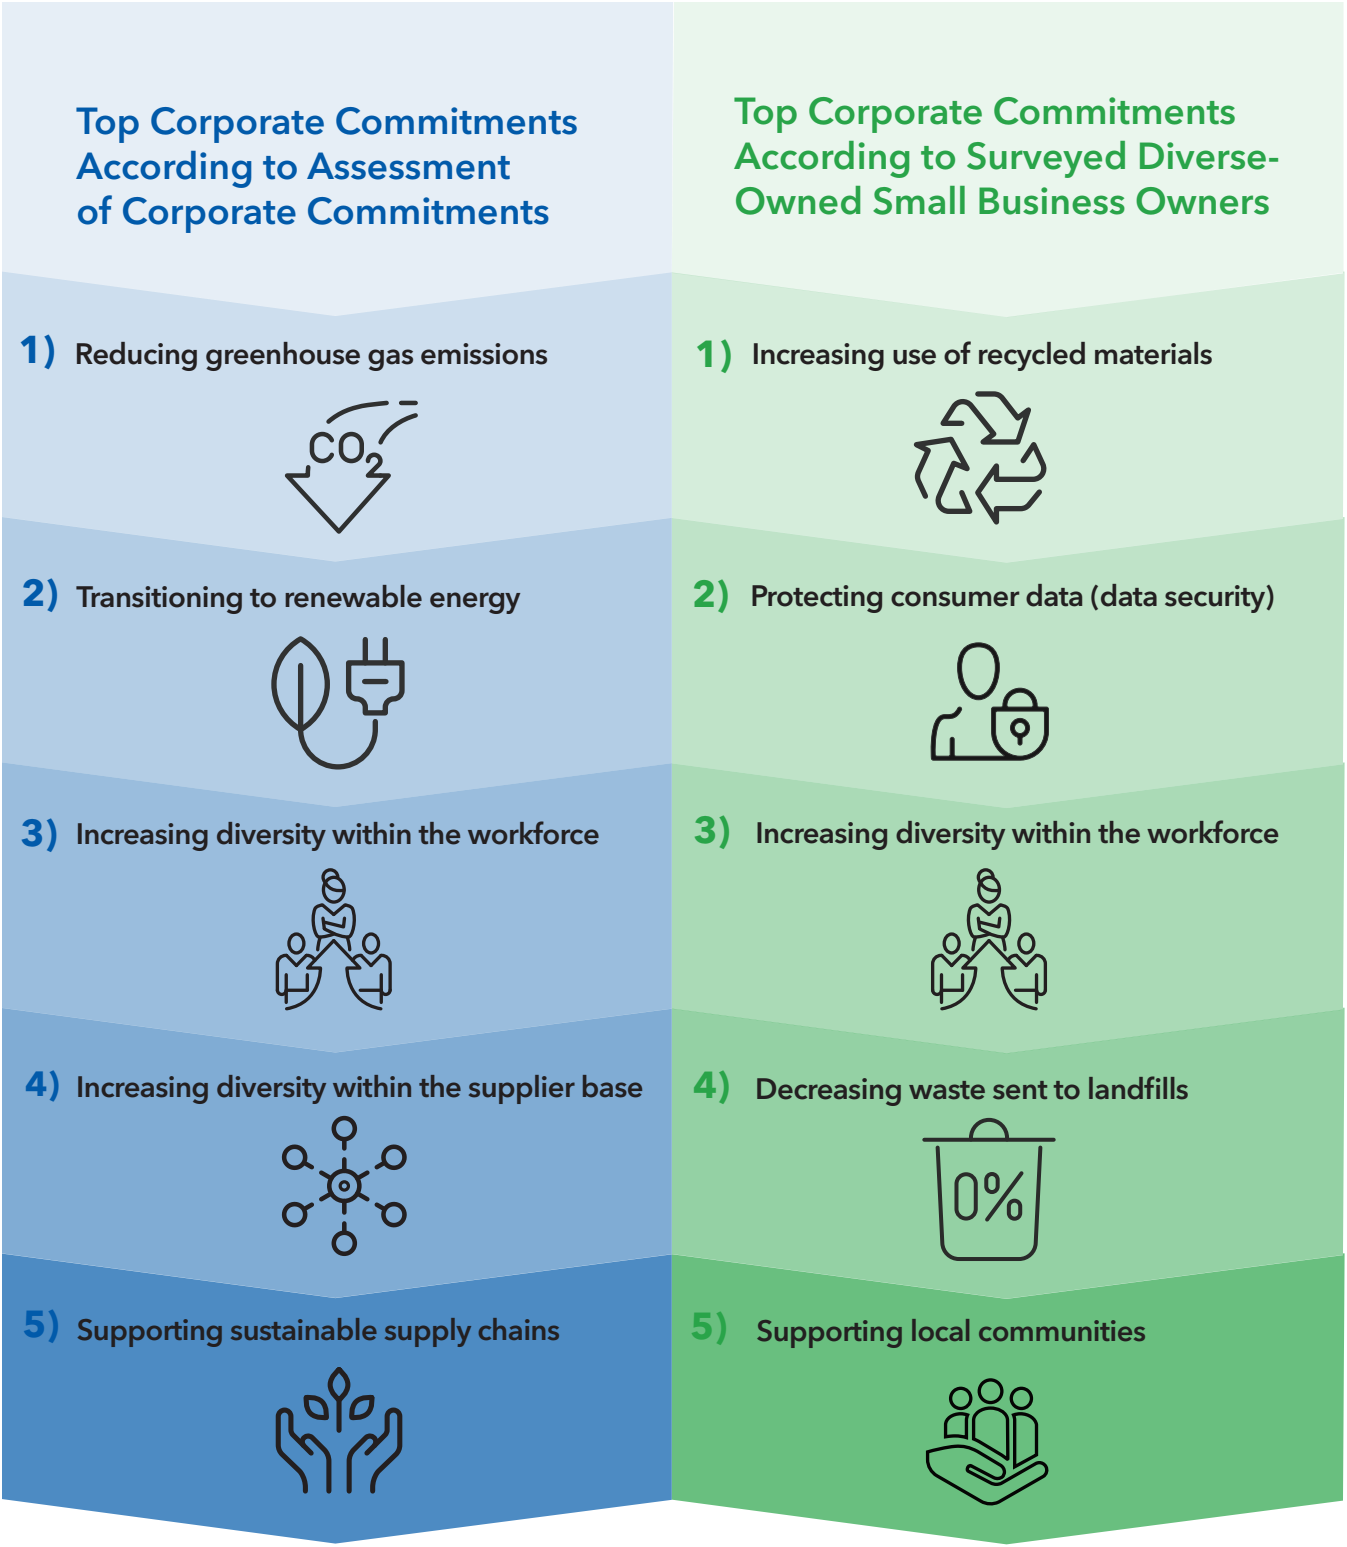 Top Corporate Commitments
According to Assessment
of Corporate Commitments
1) Reducing greenhouse gas emissions
CO2
2) Transitioning to renewable energy
3) Increasing diversity within the workforce
4) Increasing diversity within the supplier base
5) Supporting sustainable supply chains
Top Corporate Commitments
According to Surveyed Diverse-
Owned Small Business Owners
1) Increasing use of recycled materials
2) Protecting consumer data (data security)
3) Increasing diversity within the workforce
4) Decreasing waste sent to landfills
0%
5) Supporting local communities